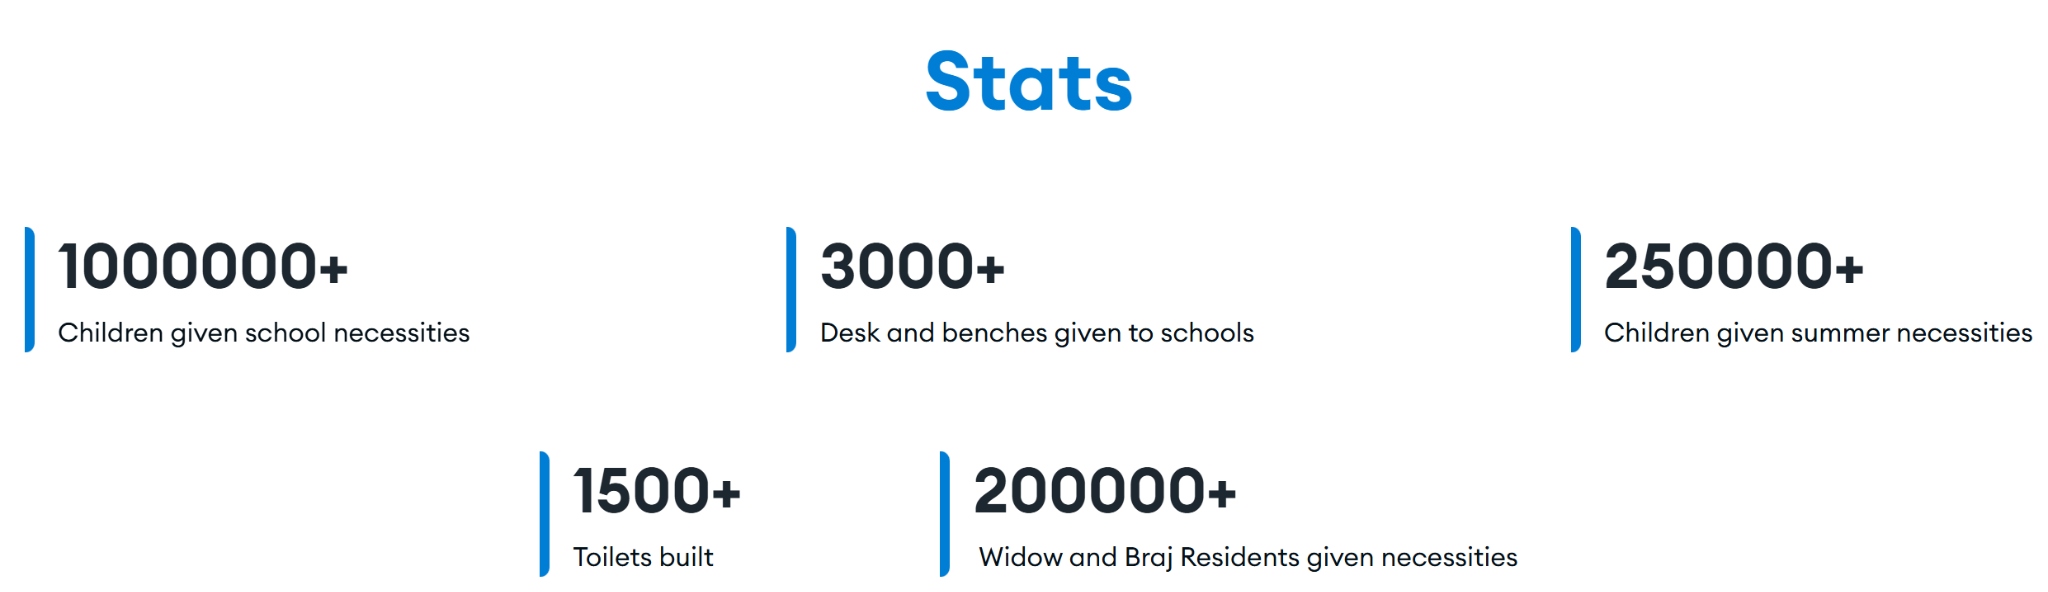 Stats
1000000+
Children given school necessities
3000+
Desk and benches given to schools
250000+
Children given summer necessities
1500+
Toilets built
200000+
Widow and Braj Residents given necessities